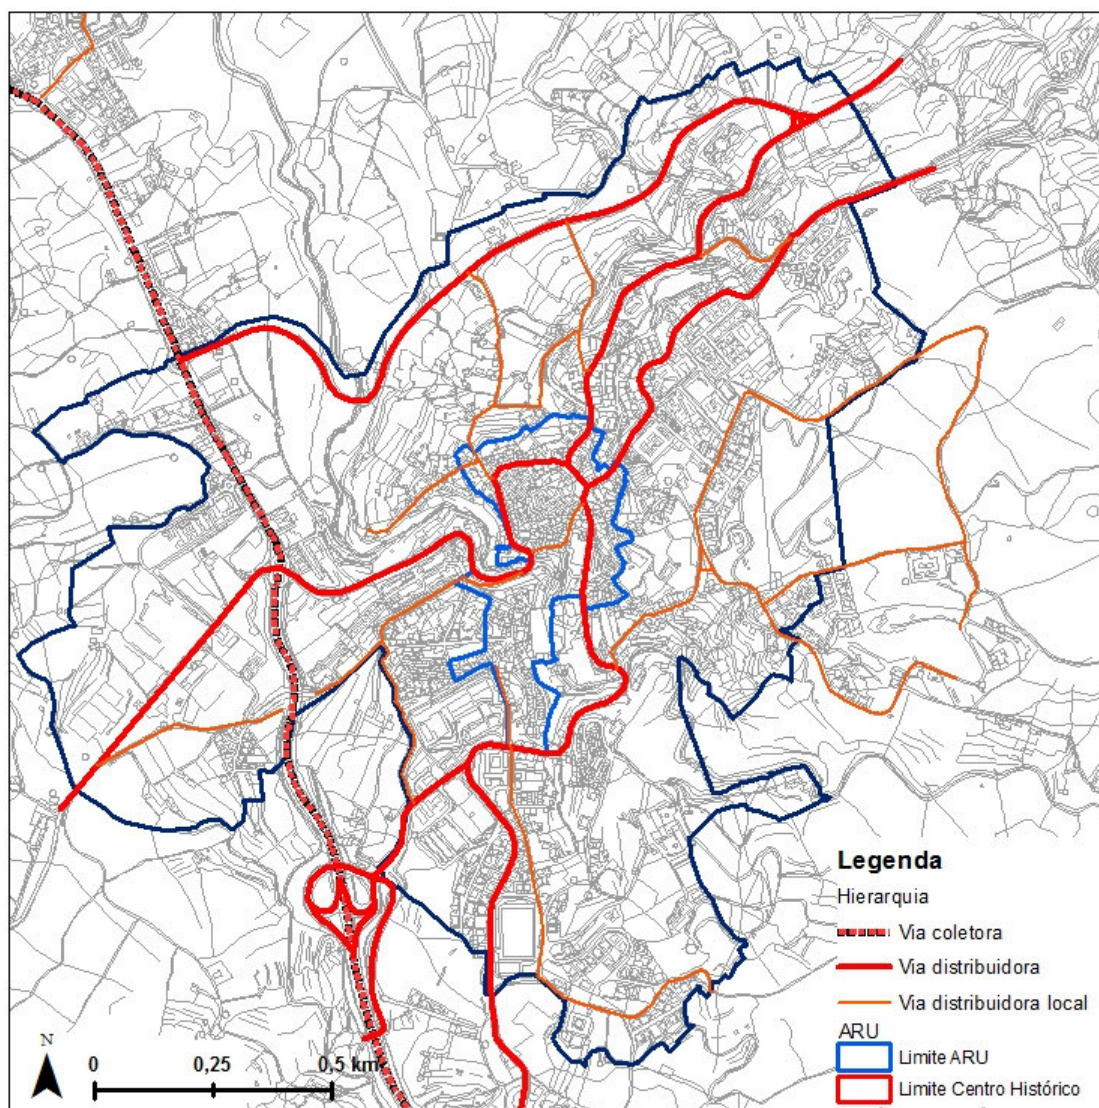 Legenda
Hierarquia
Via coletora
Via distribuidora
Via distribuidora local
ARU
Limite ARU
Limite Centro Histórico
N
0 0,25 0,5 km